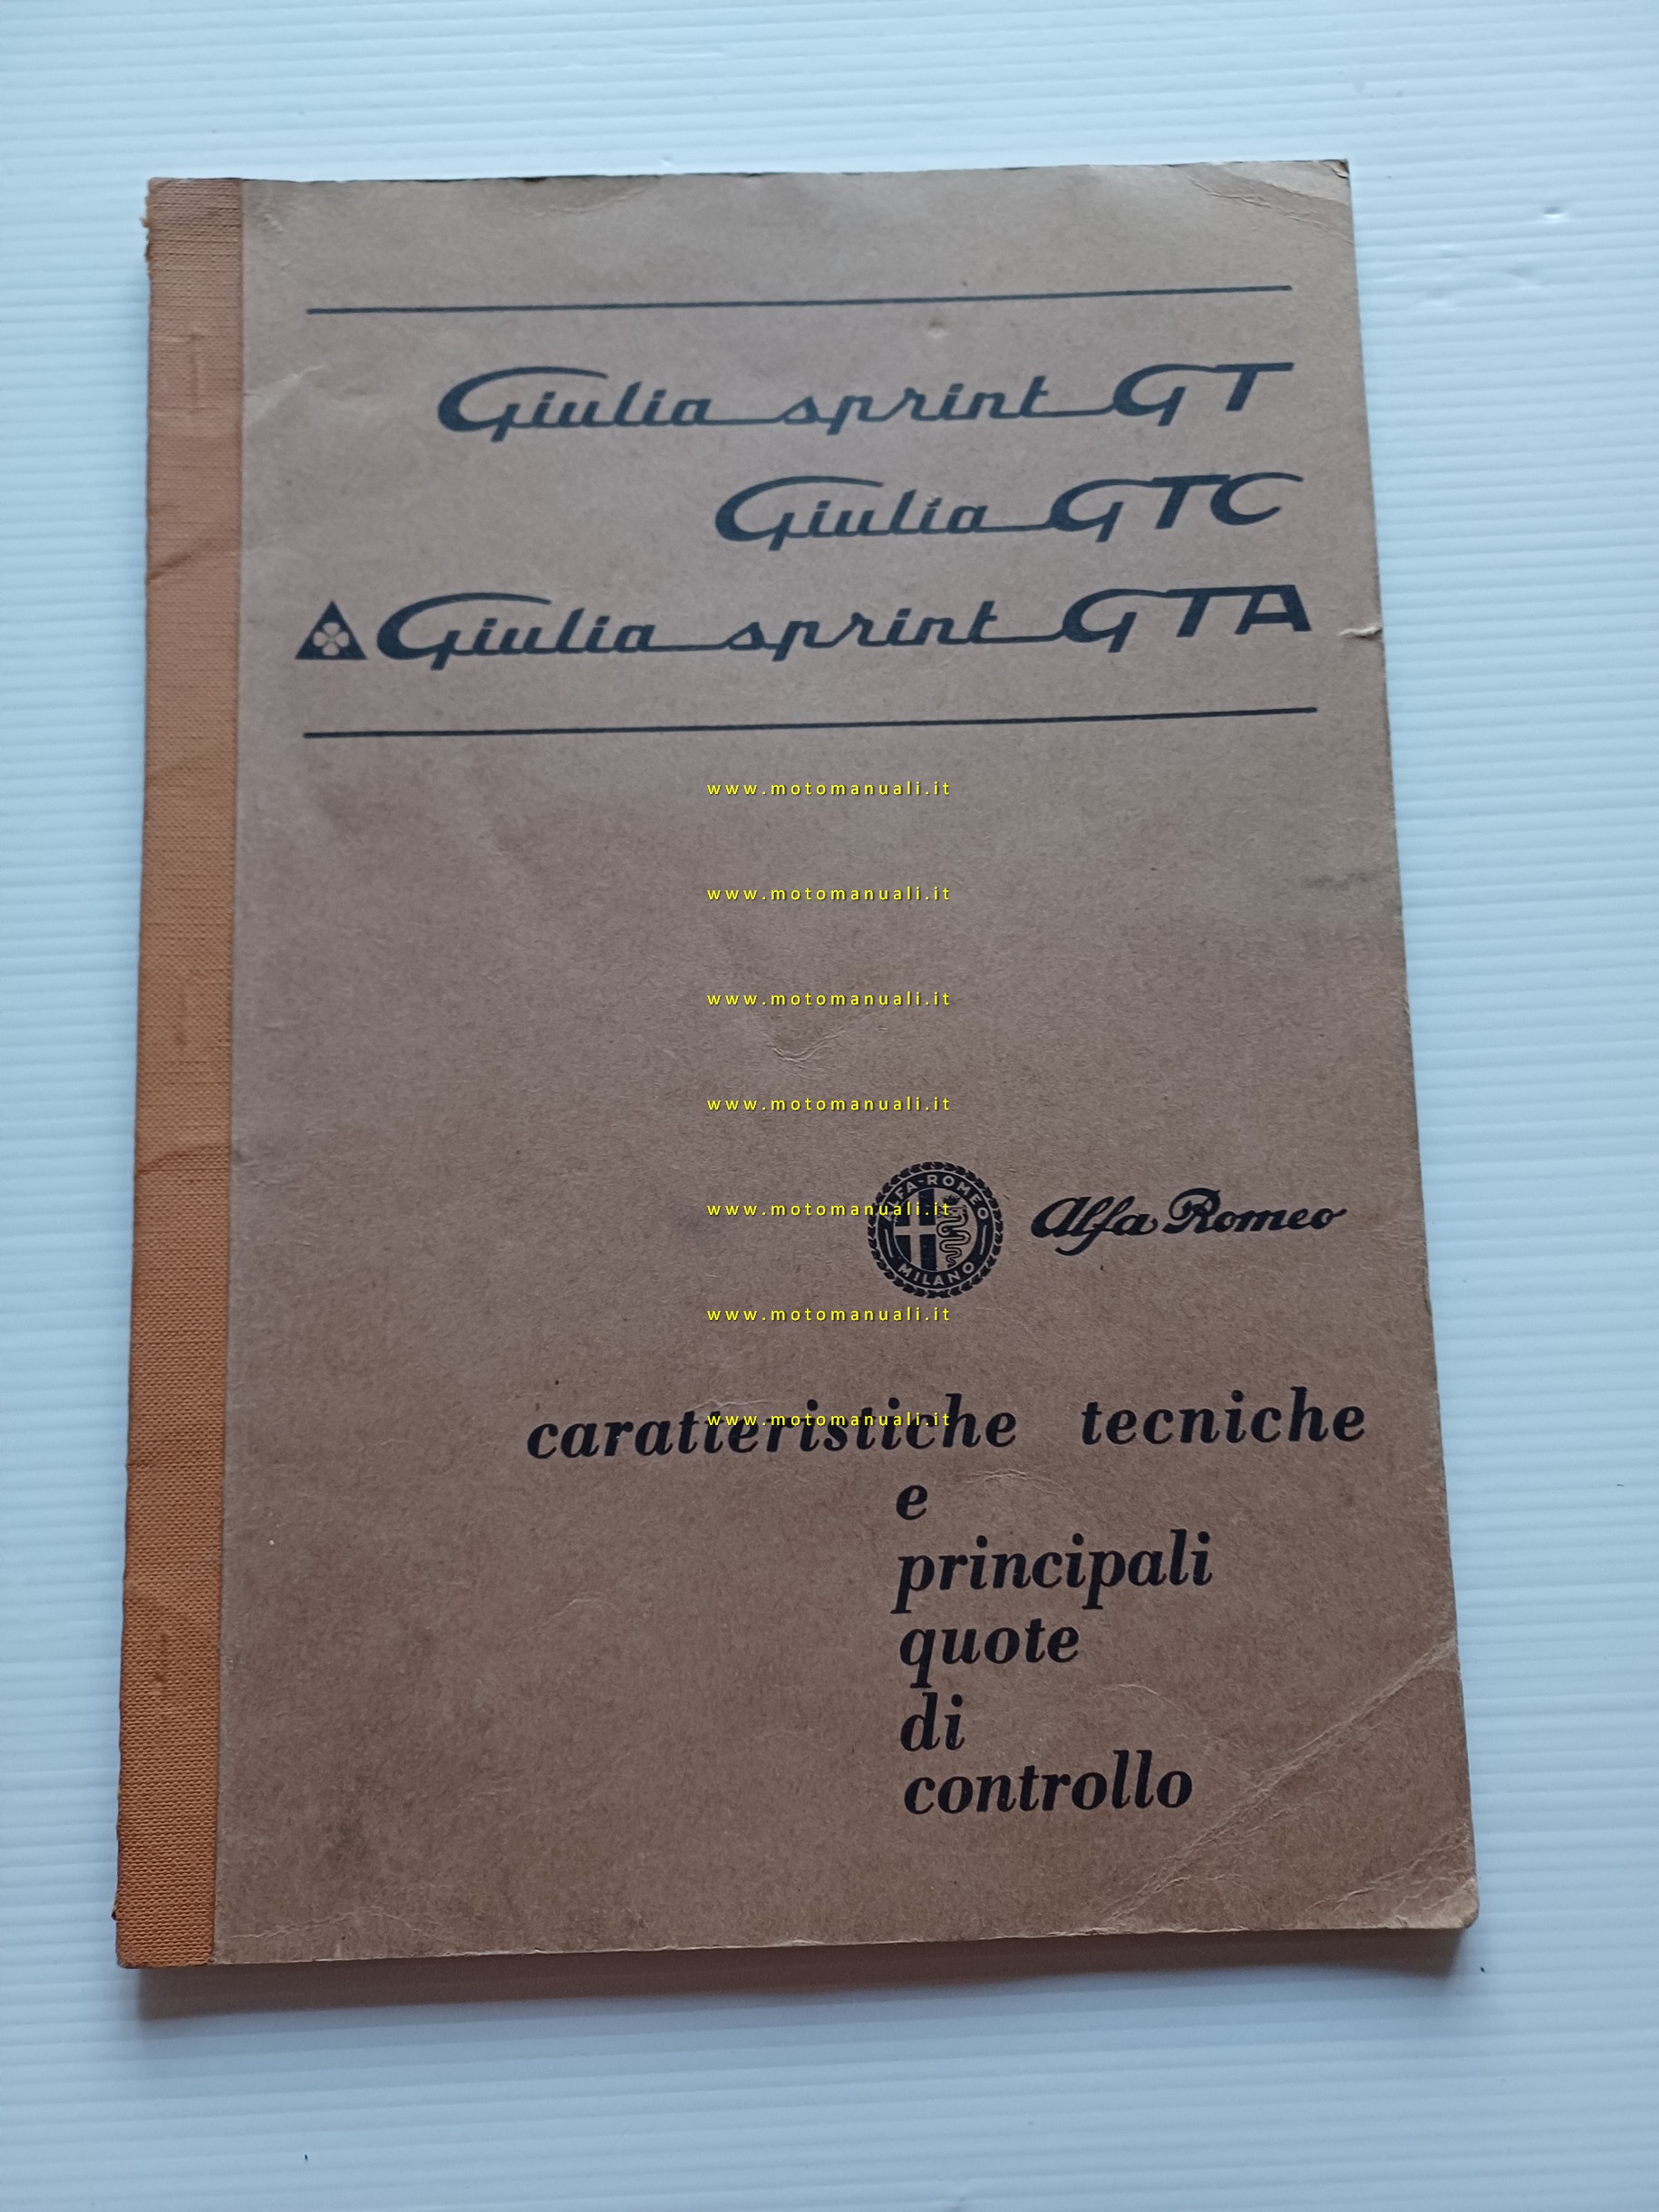 Giulia sprint GT
Giulia GTC
Giulia sprint GTA
www.motomanuali.it
www.motomanuali.it
www.motomanuali.it
www.motomanuali.it
ALFA-ROMEO
MILANO
Alfa Romeo
www.motomanuali.it
www.motomanuali.it
caratteristiche tecniche
www.motomanuali.it
e
principali
quote
di
controllo